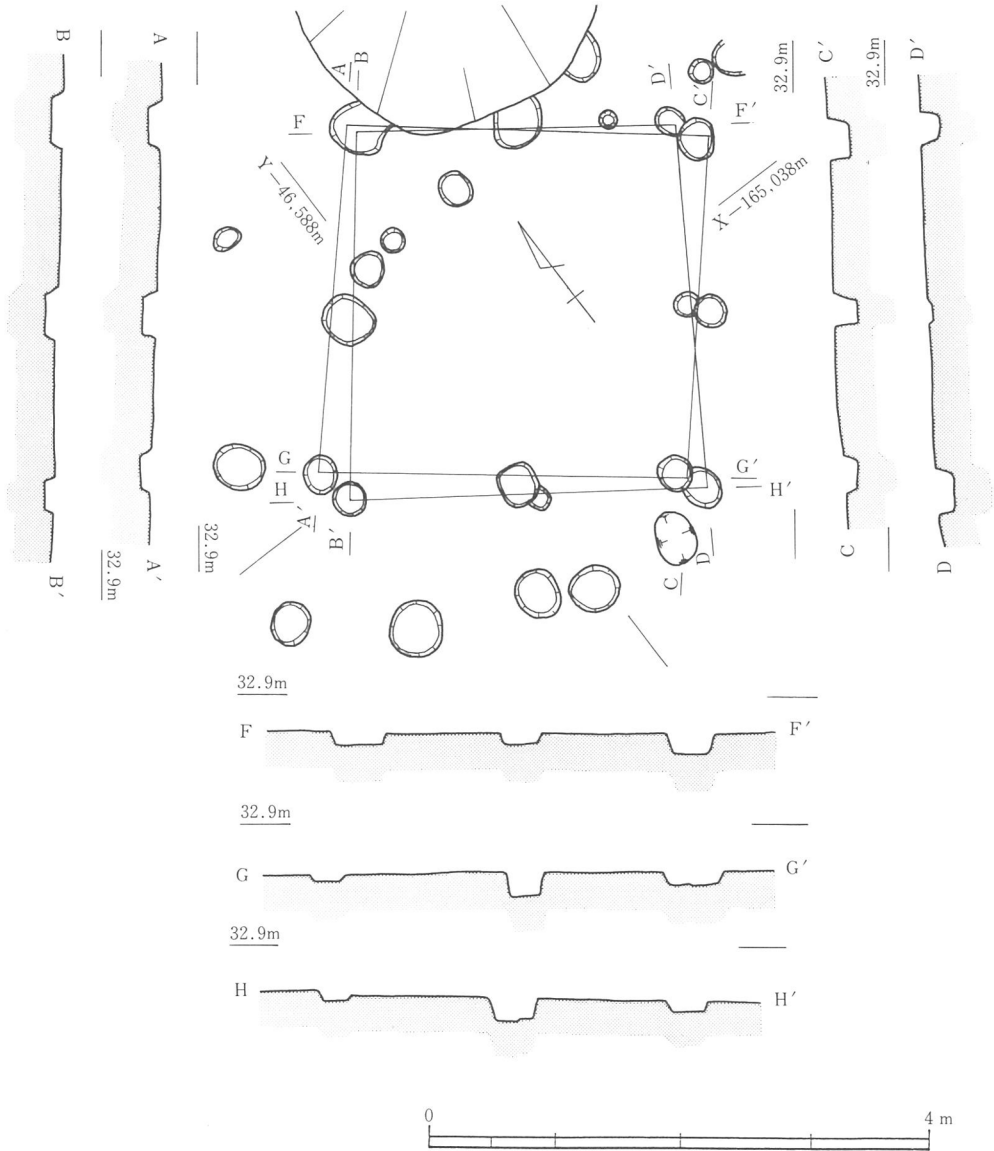 B
A
A
B
D′
C′
F
F′
Y−46,588m
X−165,038m
32.9m
32.9m
C′
D′
G
H
A′
B′
G′
H′
C
D
B′
A′
32.9m
32.9m
C
D
32.9m
F
F′
32.9m
G
G′
32.9m
H
H′
0
4 m